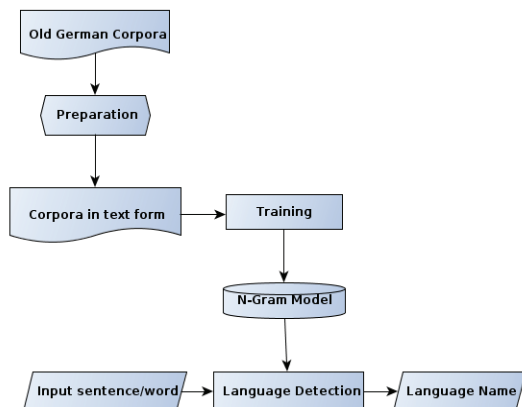 Old German Corpora
Preparation
Corpora in text form
Training
N-Gram Model
Input sentence/word
Language Detection
Language Name